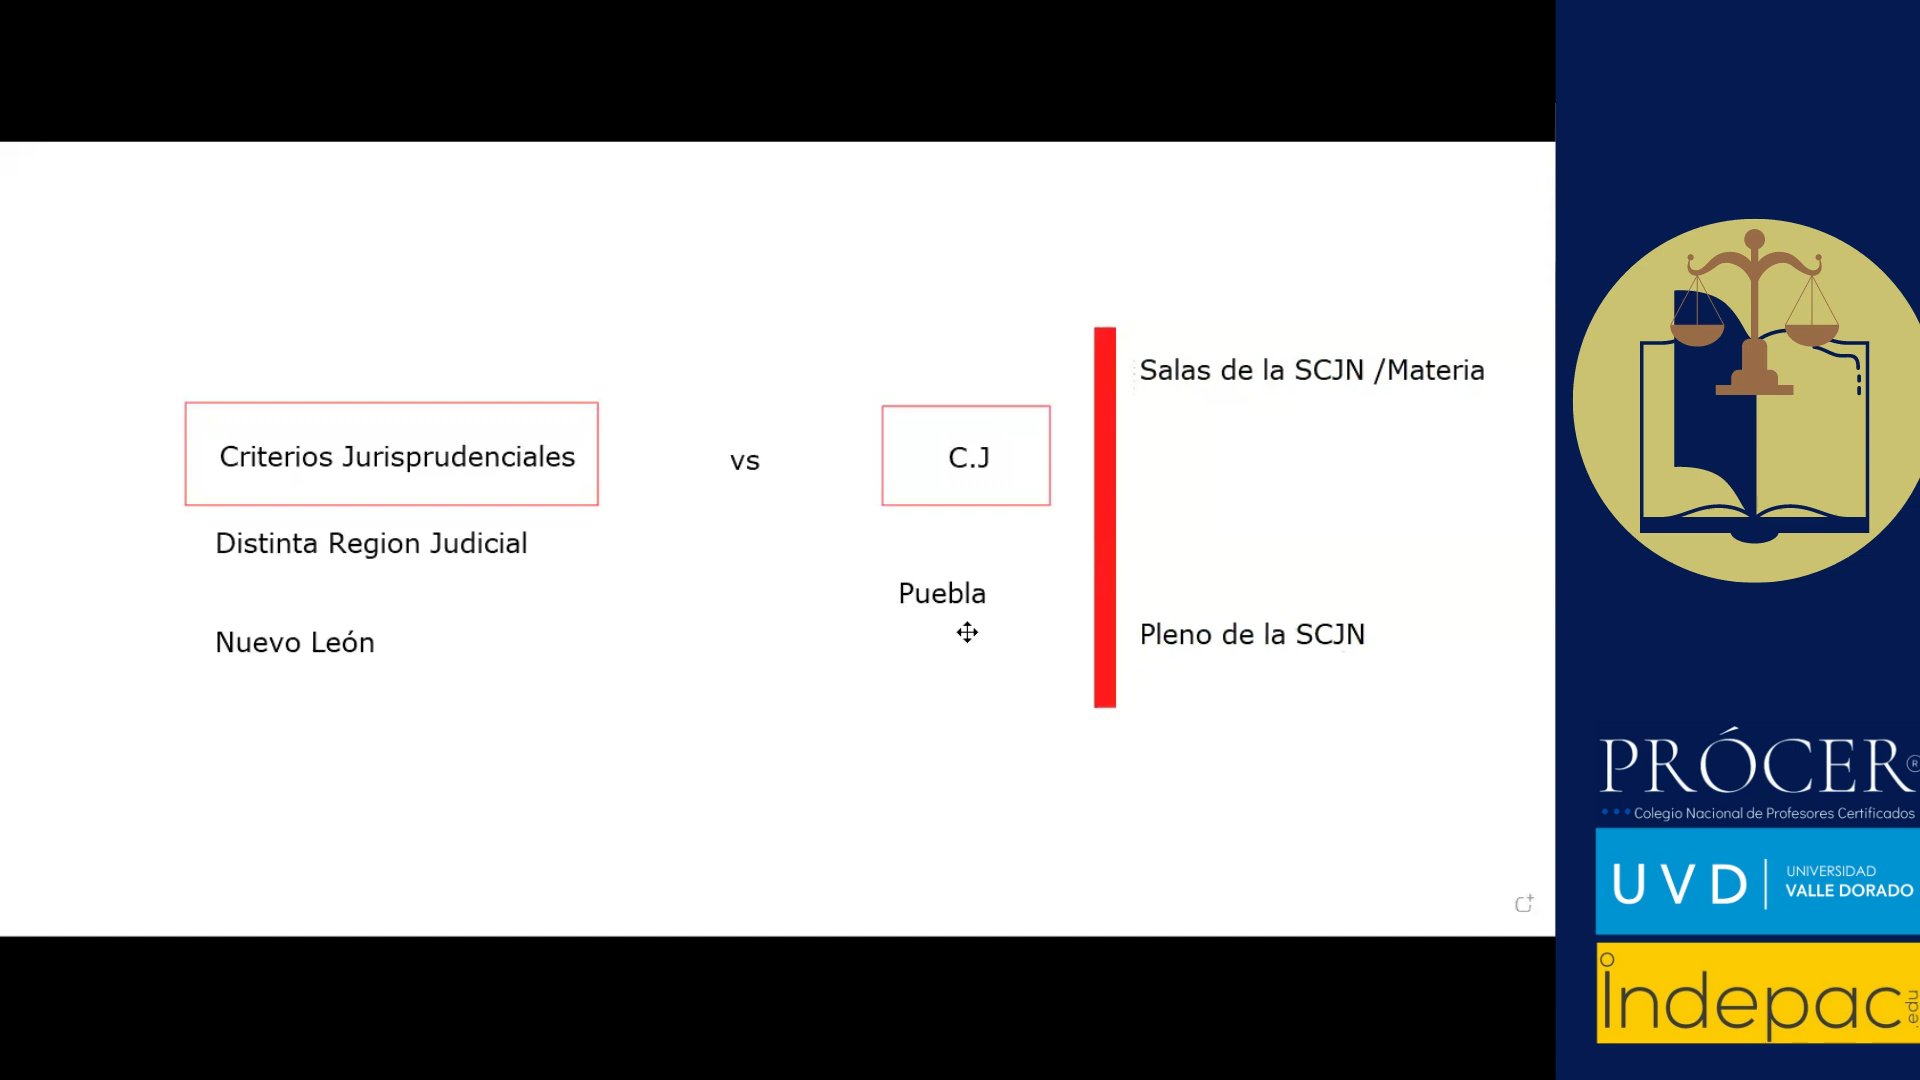 Salas de la SCJN /Materia
Criterios Jurisprudenciales
vs
C.J
Distinta Region Judicial
Puebla
Nuevo León
Pleno de la SCJN
PRÓCER®
Colegio Nacional de Profesores Certificados
UVD
UNIVERSIDAD
VALLE DORADO
indepac
.edu